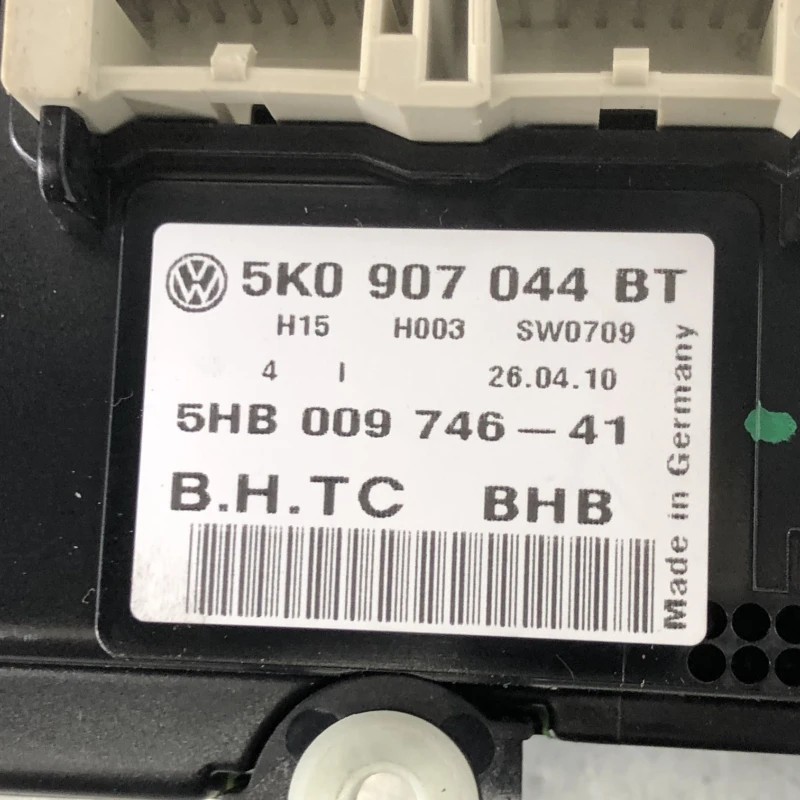 VW 5K0 907 044 BT
H15 H003 SW0709
4 I 26.04.10
5HB 009 746-41
B.H.TC BHB
Made in Germany